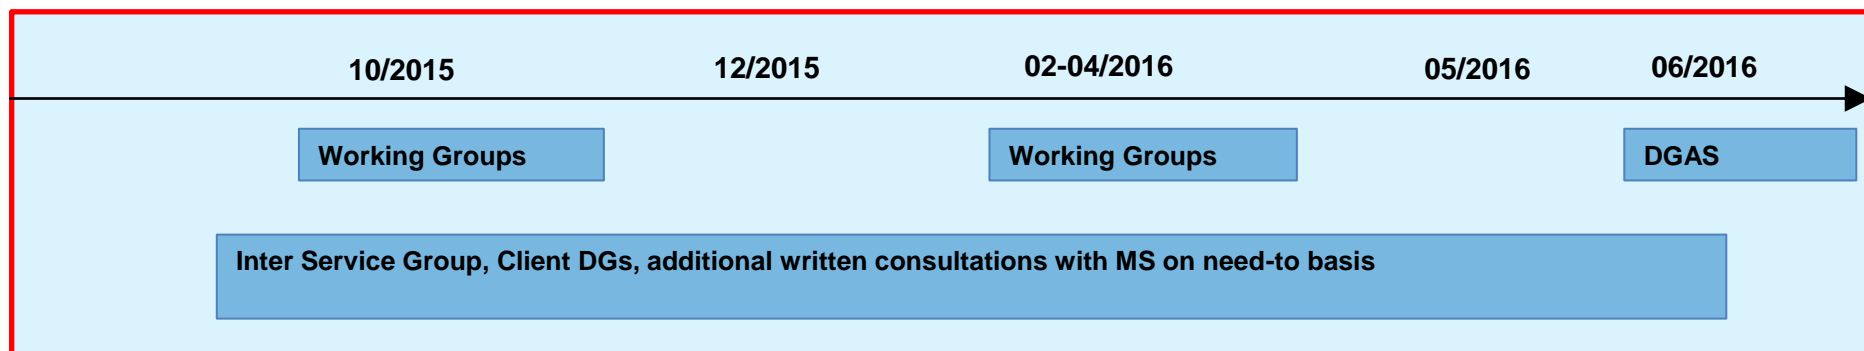 10/2015 12/2015 02-04/2016 05/2016 06/2016
Working Groups Working Groups DGAS
Inter Service Group, Client DGs, additional written consultations with MS on need-to basis